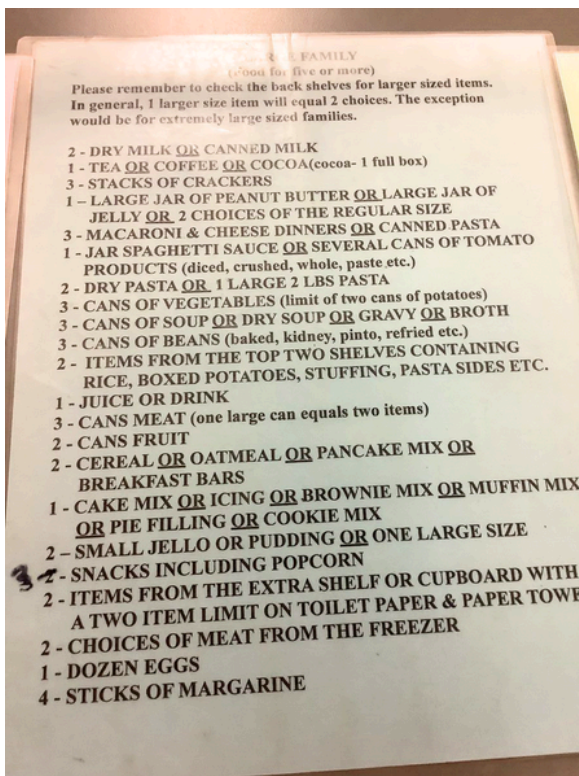 FAMILY
(Food for five or more)
Please remember to check the back shelves for larger sized items.
In general, 1 larger size item will equal 2 choices. The exception
would be for extremely large sized families.
2 - DRY MILK OR CANNED MILK
1 - TEA OR COFFEE OR COCOA(cocoa- 1 full box)
3 - STACKS OF CRACKERS
1 – LARGE JAR OF PEANUT BUTTER OR LARGE JAR OF
JELLY OR 2 CHOICES OF THE REGULAR SIZE
3 - MACARONI & CHEESE DINNERS OR CANNED PASTA
1 - JAR SPAGHETTI SAUCE OR SEVERAL CANS OF TOMATO
PRODUCTS (diced, crushed, whole, paste etc.)
2 - DRY PASTA OR 1 LARGE 2 LBS PASTA
3 - CANS OF VEGETABLES (limit of two cans of potatoes)
3 - CANS OF SOUP OR DRY SOUP OR GRAVY OR BROTH
3 - CANS OF BEANS (baked, kidney, pinto, refried etc.)
2 - ITEMS FROM THE TOP TWO SHELVES CONTAINING
RICE, BOXED POTATOES, STUFFING, PASTA SIDES ETC.
1 - JUICE OR DRINK
3 - CANS MEAT (one large can equals two items)
2 - CANS FRUIT
2 - CEREAL OR OATMEAL OR PANCAKE MIX OR
BREAKFAST BARS
1 - CAKE MIX OR ICING OR BROWNIE MIX OR MUFFIN MIX
OR PIE FILLING OR COOKIE MIX
2 – SMALL JELLO OR PUDDING OR ONE LARGE SIZE
3 - SNACKS INCLUDING POPCORN
2 - ITEMS FROM THE EXTRA SHELF OR CUPBOARD WITH
A TWO ITEM LIMIT ON TOILET PAPER & PAPER TOWE
2 - CHOICES OF MEAT FROM THE FREEZER
1 - DOZEN EGGS
4 - STICKS OF MARGARINE